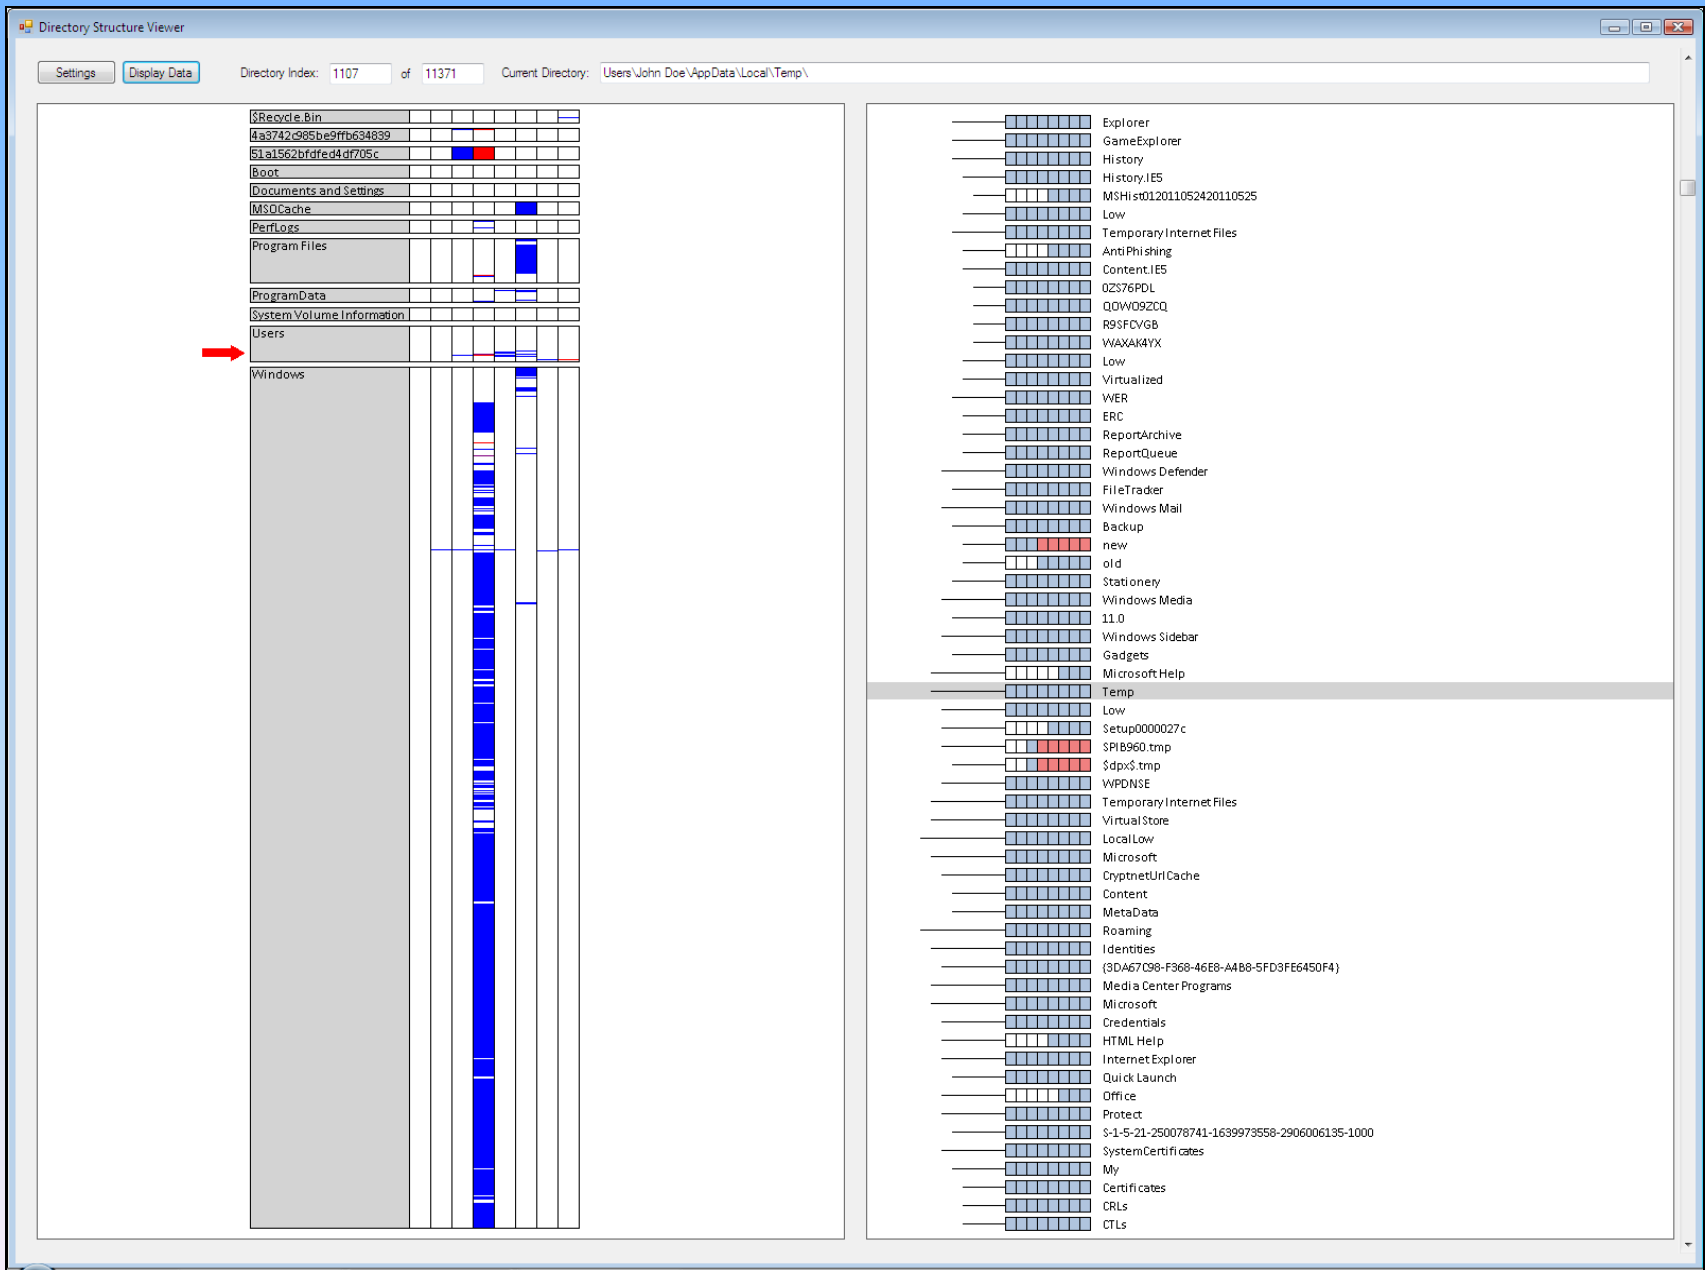 Directory Structure Viewer
Settings
Display Data
Directory Index: 1107 of 11371
Current Directory: Users\John Doe\AppData\Local\Temp\
$Recycle.Bin
4a3742c985be9ffb634839
51a1562bfdfed4df705c
Boot
Documents and Settings
MSOCache
PerfLogs
Program Files
ProgramData
System Volume Information
Users
Windows
Explorer
GameExplorer
History
History.IE5
MSHist012011052420110525
Low
Temporary Internet Files
AntiPhishing
Content.IE5
0ZS76PDL
QOWO9ZCQ
R9SFCVGB
WAXAK4YX
Low
Virtualized
WER
ERC
ReportArchive
ReportQueue
Windows Defender
FileTracker
Windows Mail
Backup
new
old
Stationery
Windows Media
11.0
Windows Sidebar
Gadgets
Microsoft Help
Temp
Low
Setup0000027c
SPIB960.tmp
$dpx$.tmp
WPDNSE
Temporary Internet Files
VirtualStore
LocalLow
Microsoft
CryptnetUrlCache
Content
MetaData
Roaming
Identities
{3DA67C98-F368-46E8-A4B8-5FD3FE6450F4}
Media Center Programs
Microsoft
Credentials
HTML Help
Internet Explorer
Quick Launch
Office
Protect
S-1-5-21-250078741-1639973558-2906006135-1000
SystemCertificates
My
Certificates
CRLs
CTLs